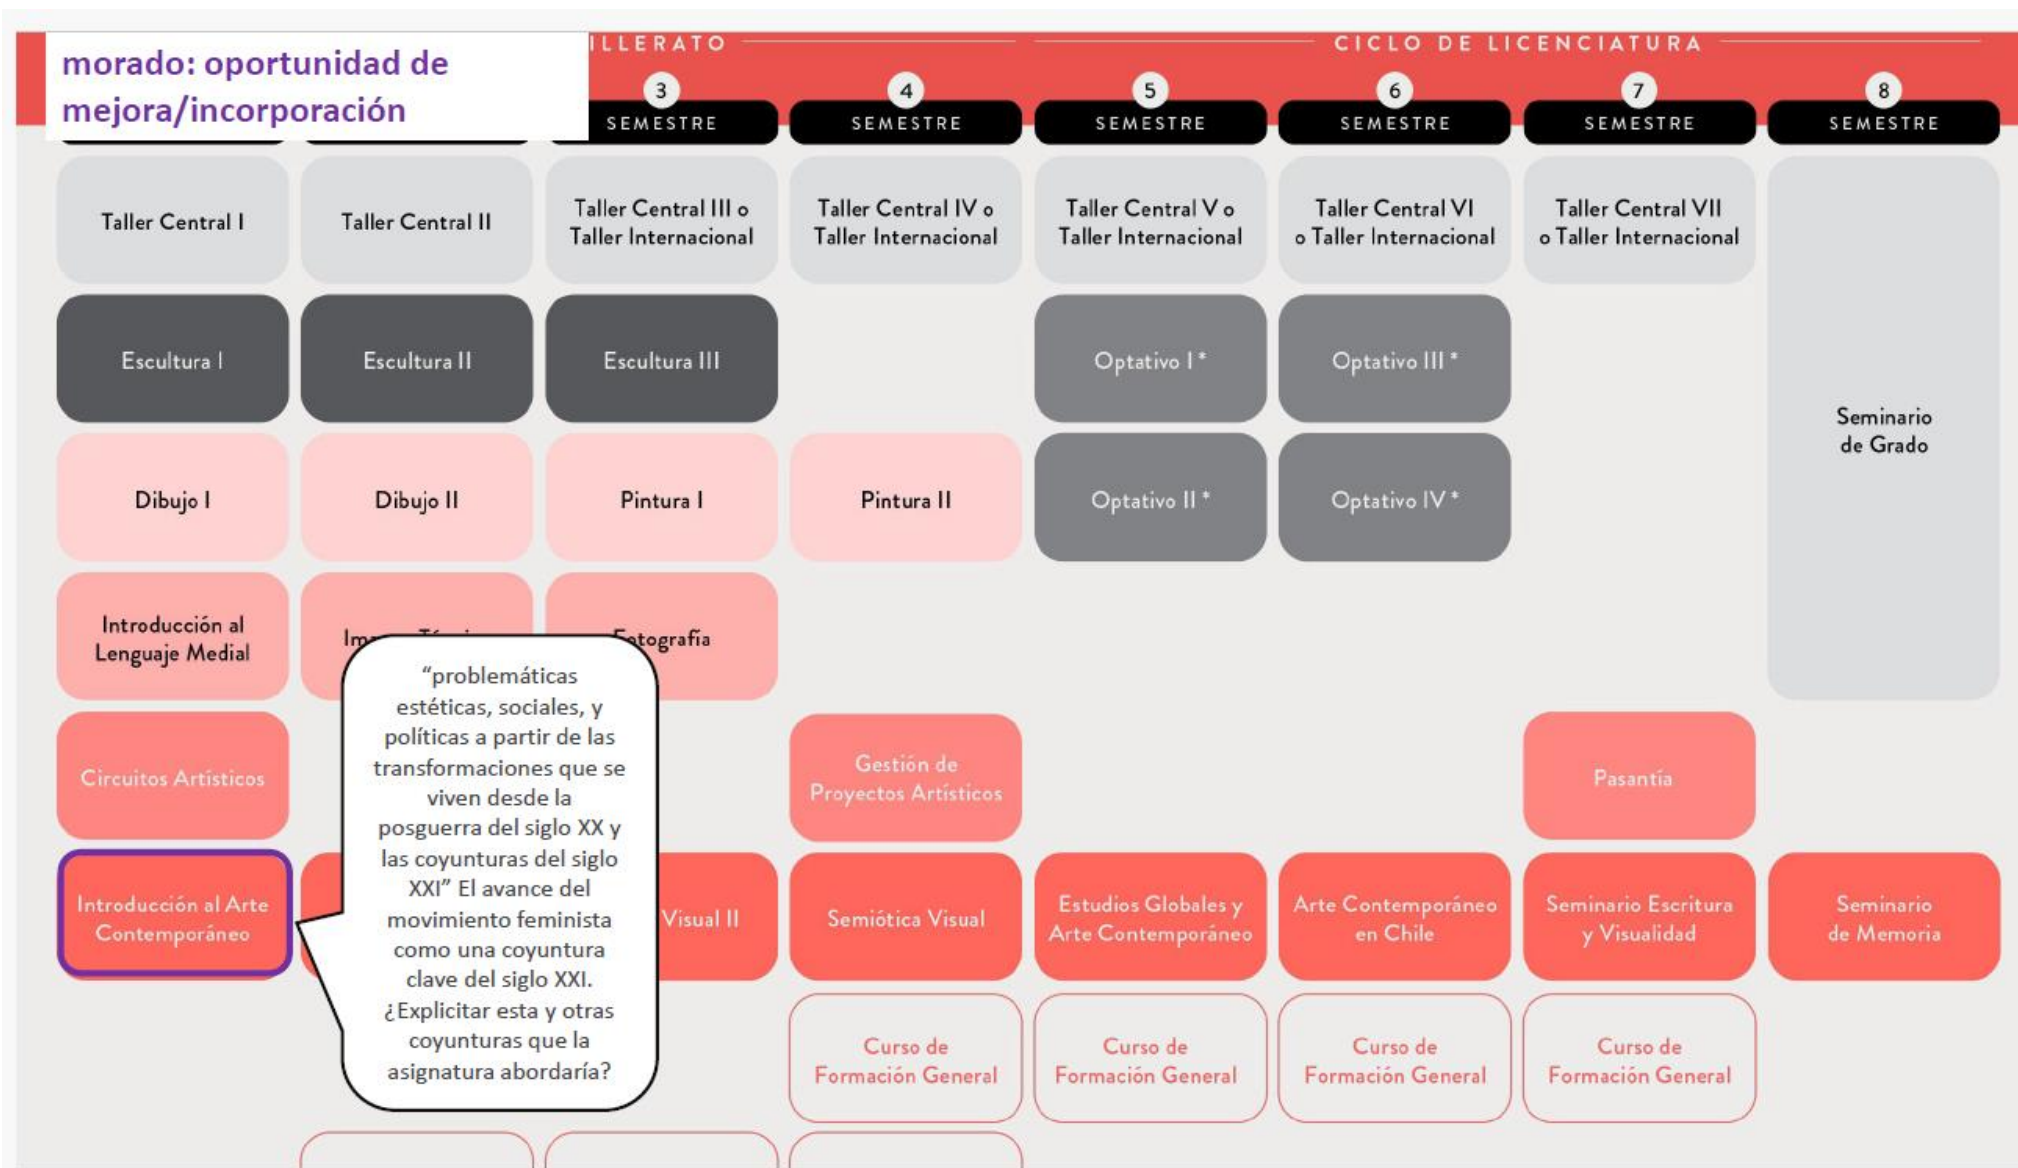 morado: oportunidad de
mejora/incorporación
ILLERATO
CICLO DE LICENCIATURA
3
4
5
6
7
8
SEMESTRE
SEMESTRE
SEMESTRE
SEMESTRE
SEMESTRE
SEMESTRE
Taller Central I
Taller Central II
Taller Central III o
Taller Internacional
Taller Central IV o
Taller Internacional
Taller Central V o
Taller Internacional
Taller Central VI
o Taller Internacional
Taller Central VII
o Taller Internacional
Escultura I
Escultura II
Escultura III
Optativo I *
Optativo III *
Seminario
de Grado
Dibujo I
Dibujo II
Pintura I
Pintura II
Optativo II *
Optativo IV *
Introducción al
Lenguaje Medial
Fotografía
Circuitos Artísticos
Gestión de
Proyectos Artísticos
Pasantía
Introducción al Arte
Contemporáneo
“problemáticas
estéticas, sociales, y
políticas a partir de las
transformaciones que se
viven desde la
posguerra del siglo XX y
las coyunturas del siglo
XXI” El avance del
movimiento feminista
como una coyuntura
clave del siglo XXI.
¿Explicitar esta y otras
coyunturas que la
asignatura abordaría?
Visual II
Semiótica Visual
Estudios Globales y
Arte Contemporáneo
Arte Contemporáneo
en Chile
Seminario Escritura
y Visualidad
Seminario
de Memoria
Curso de
Formación General
Curso de
Formación General
Curso de
Formación General
Curso de
Formación General